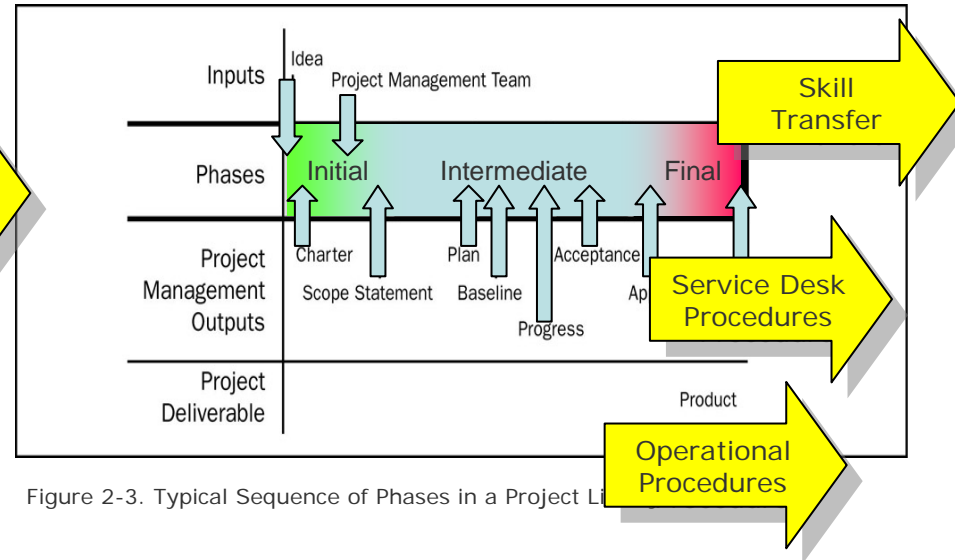 Inputs
Idea
Project Management Team
Skill
Transfer
Phases
Initial
Intermediate
Final
Project
Management
Outputs
Charter
Plan
Acceptance
Scope Statement
Baseline
Progress
Service Desk
Procedures
Project
Deliverable
Product
Operational
Procedures
Figure 2-3. Typical Sequence of Phases in a Project